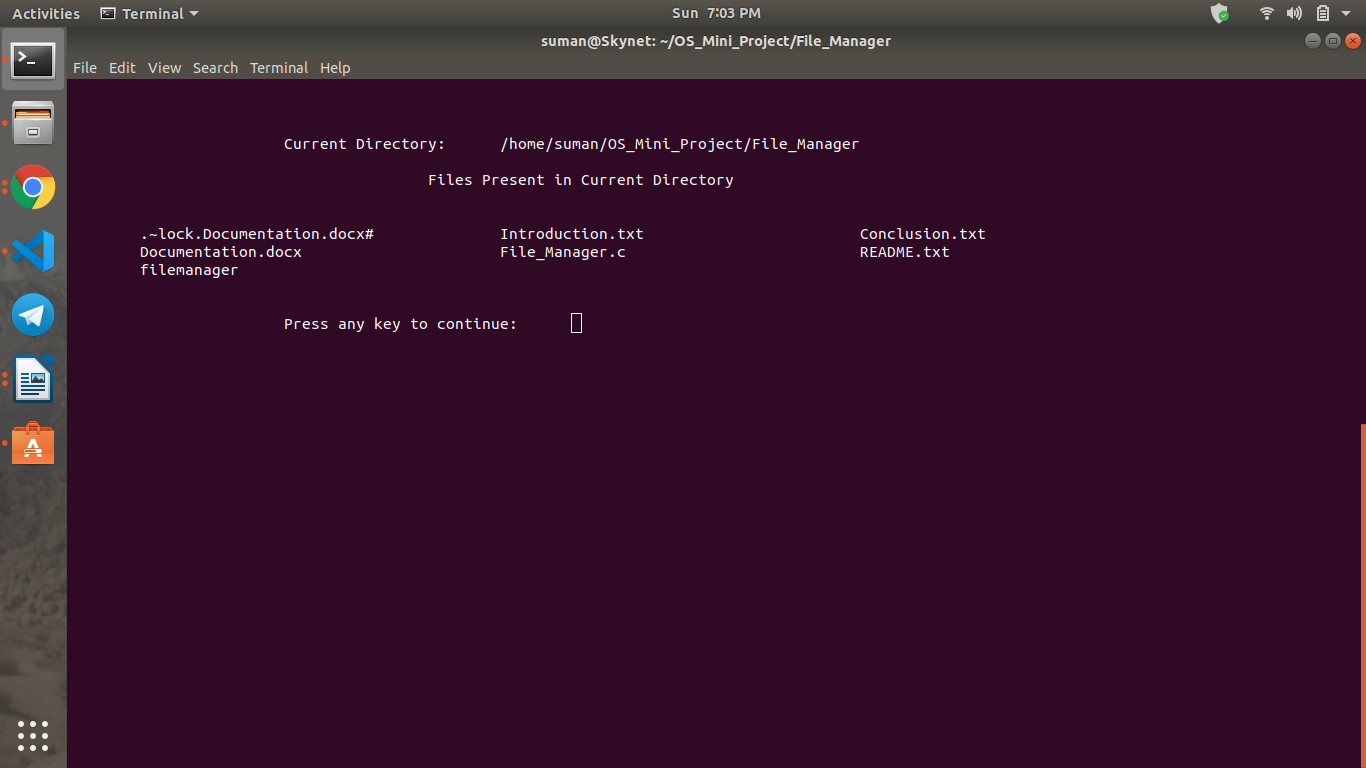 Activities Terminal Sun 7:03 PM
suman@Skynet: ~/OS_Mini_Project/File_Manager
File Edit View Search Terminal Help
Current Directory: /home/suman/OS_Mini_Project/File_Manager
Files Present in Current Directory
.~lock.Documentation.docx# Introduction.txt Conclusion.txt
Documentation.docx File_Manager.c README.txt
filemanager
Press any key to continue: